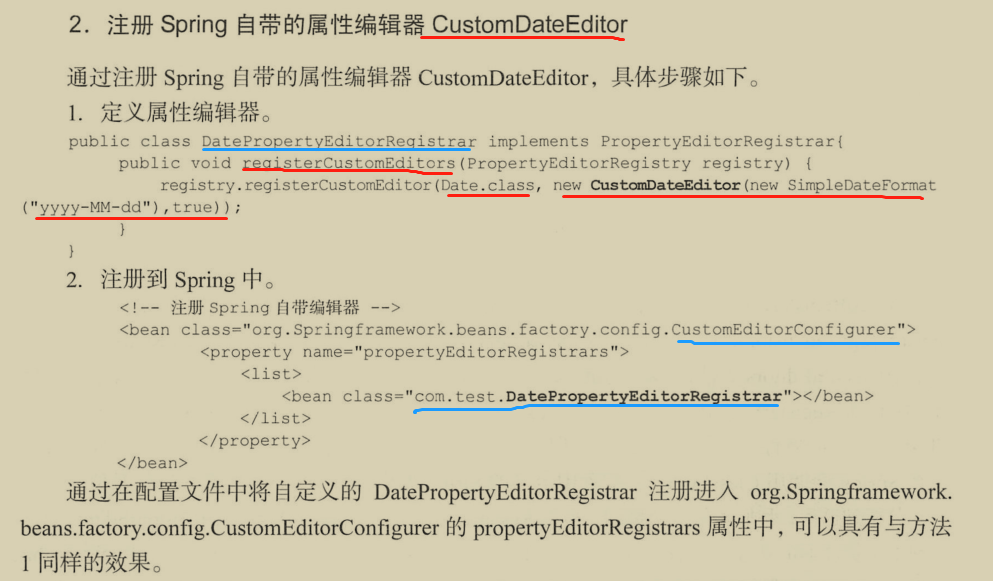 2．注册 Spring 自带的属性编辑器 CustomDateEditor
通过注册 Spring 自带的属性编辑器 CustomDateEditor，具体步骤如下。
1. 定义属性编辑器。
public class DatePropertyEditorRegistrar implements PropertyEditorRegistrar{
public void registerCustomEditors(PropertyEditorRegistry registry) {
registry.registerCustomEditor(Date.class, new CustomDateEditor(new SimpleDateFormat
("yyyy-MM-dd"),true));
}
}
2. 注册到 Spring 中。
<!-- 注册 Spring 自带编辑器 -->
<bean class="org.Springframework.beans.factory.config.CustomEditorConfigurer">
<property name="propertyEditorRegistrars">
<list>
<bean class="com.test.DatePropertyEditorRegistrar"></bean>
</list>
</property>
</bean>
通过在配置文件中将自定义的 DatePropertyEditorRegistrar 注册进入 org.Springframework.
beans.factory.config.CustomEditorConfigurer 的 propertyEditorRegistrars 属性中，可以具有与方法
1 同样的效果。